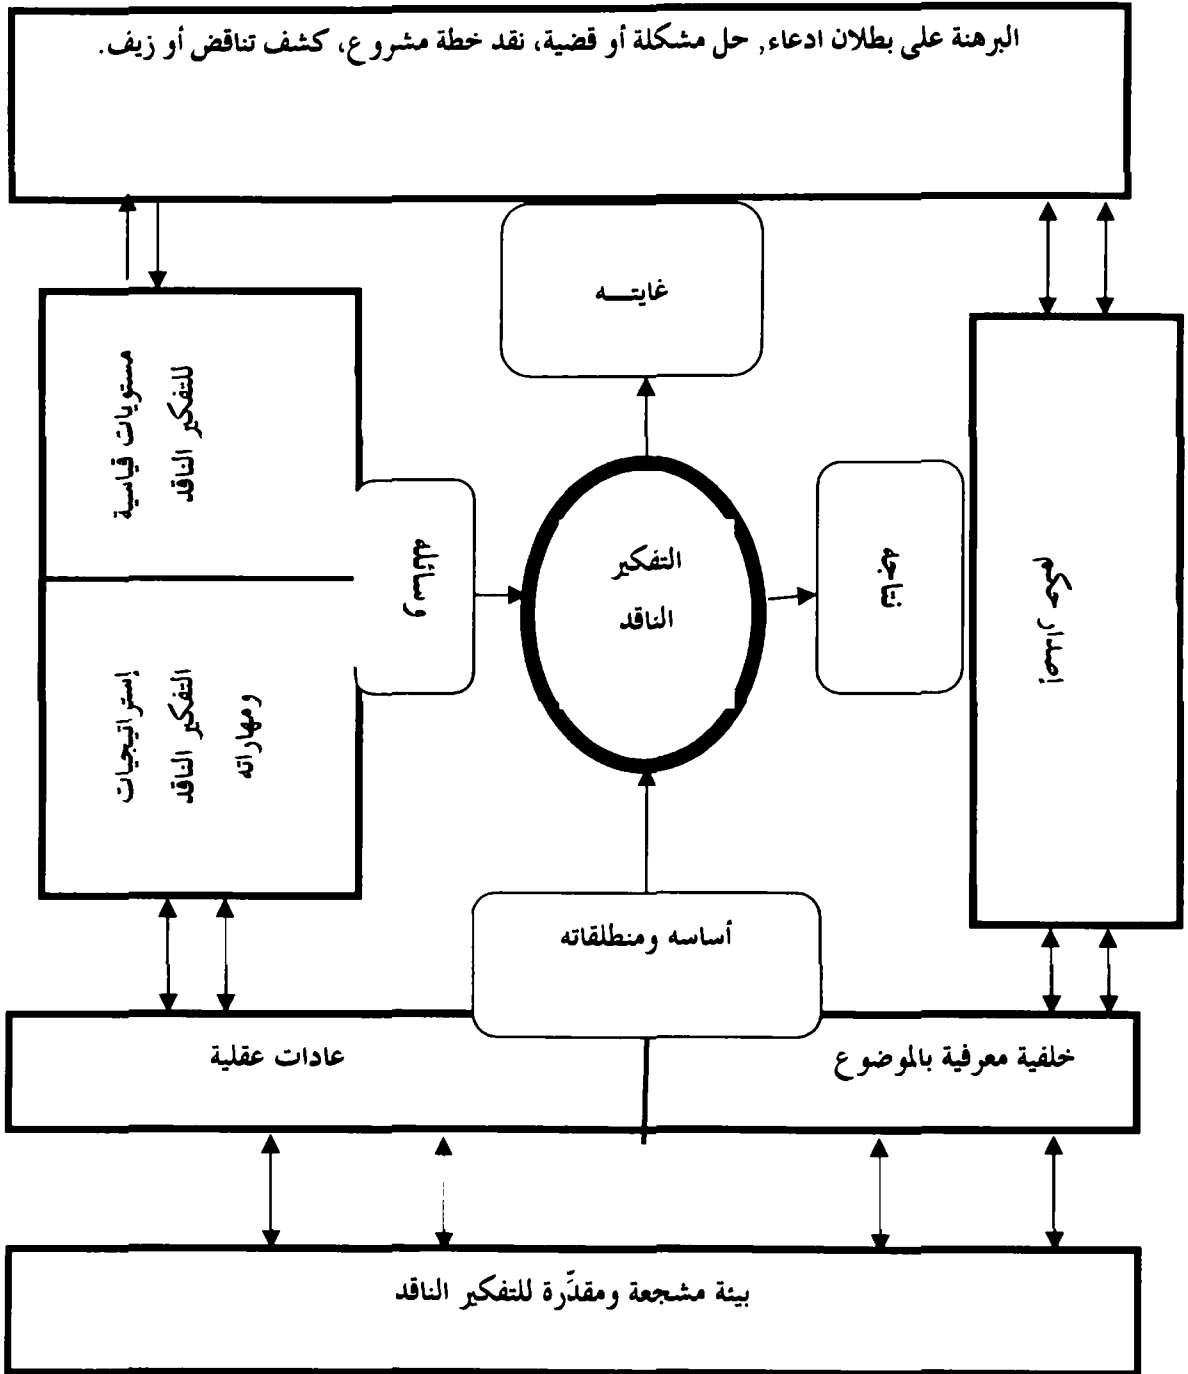 البرهنة على بطلان ادعاء, حل مشكلة أو قضية، نقد خطة مشروع، كشف تناقض أو زيف.
غايتـــه
مستويات قياسية
للتفكير الناقد
وسائله
التفكير
الناقد
نتاجه
إصدار حكم
إستراتيجيات
التفكير الناقد
ومهاراته
أساسه ومنطلقاته
خلفية معرفية بالموضوع
عادات عقلية
بيئة مشجعة ومقدَّرة للتفكير الناقد